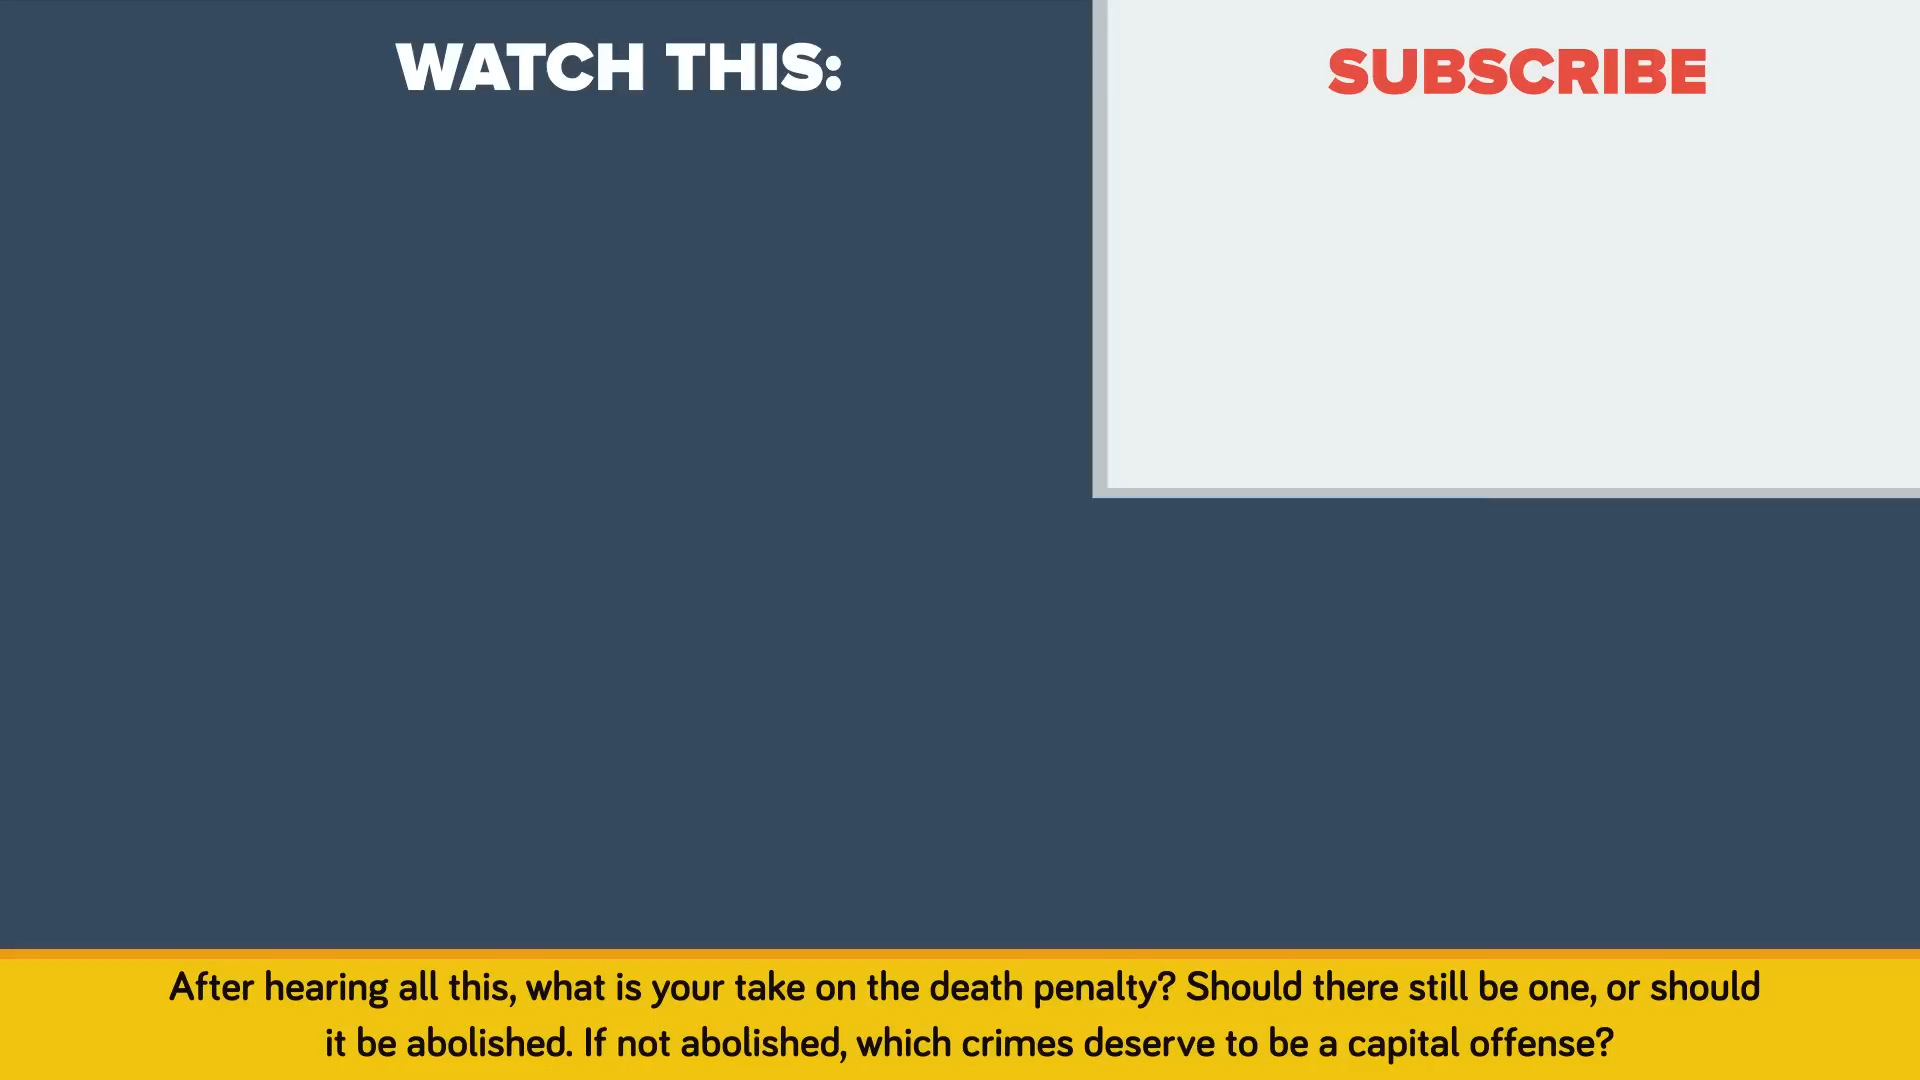 WATCH THIS:
SUBSCRIBE
After hearing all this, what is your take on the death penalty? Should there still be one, or should
it be abolished. If not abolished, which crimes deserve to be a capital offense?